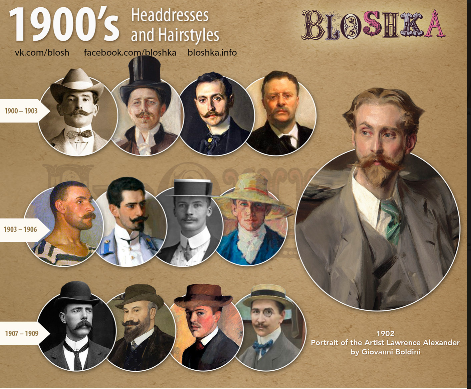 1900's
Headdresses
and Hairstyles
BLOSHKA
vk.com/blosh facebook.com/bloshka bloshka.info
1900 – 1903
1903 – 1906
1907 – 1909
1902
Portrait of the Artist Lawrence Alexander
by Giovanni Boldini